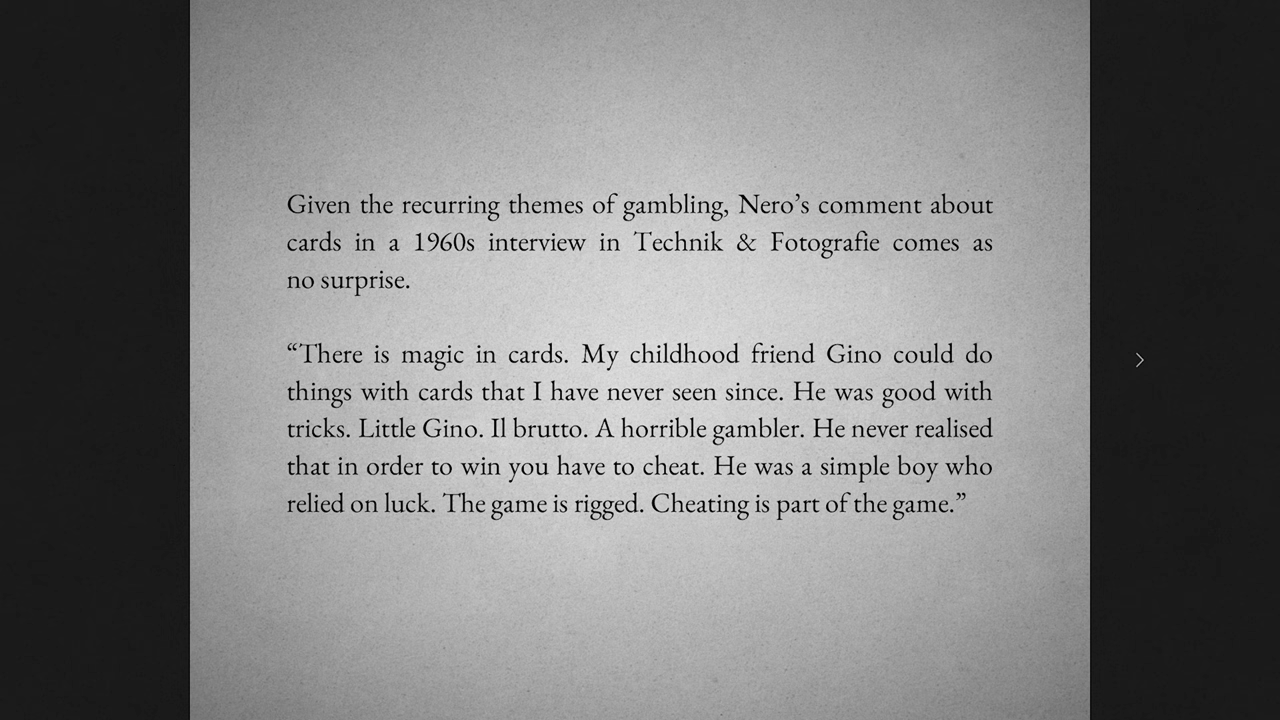 Given the recurring themes of gambling, Nero’s comment about
cards in a 1960s interview in Technik & Fotografie comes as
no surprise.
“There is magic in cards. My childhood friend Gino could do
things with cards that I have never seen since. He was good with
tricks. Little Gino. Il brutto. A horrible gambler. He never realised
that in order to win you have to cheat. He was a simple boy who
relied on luck. The game is rigged. Cheating is part of the game.”